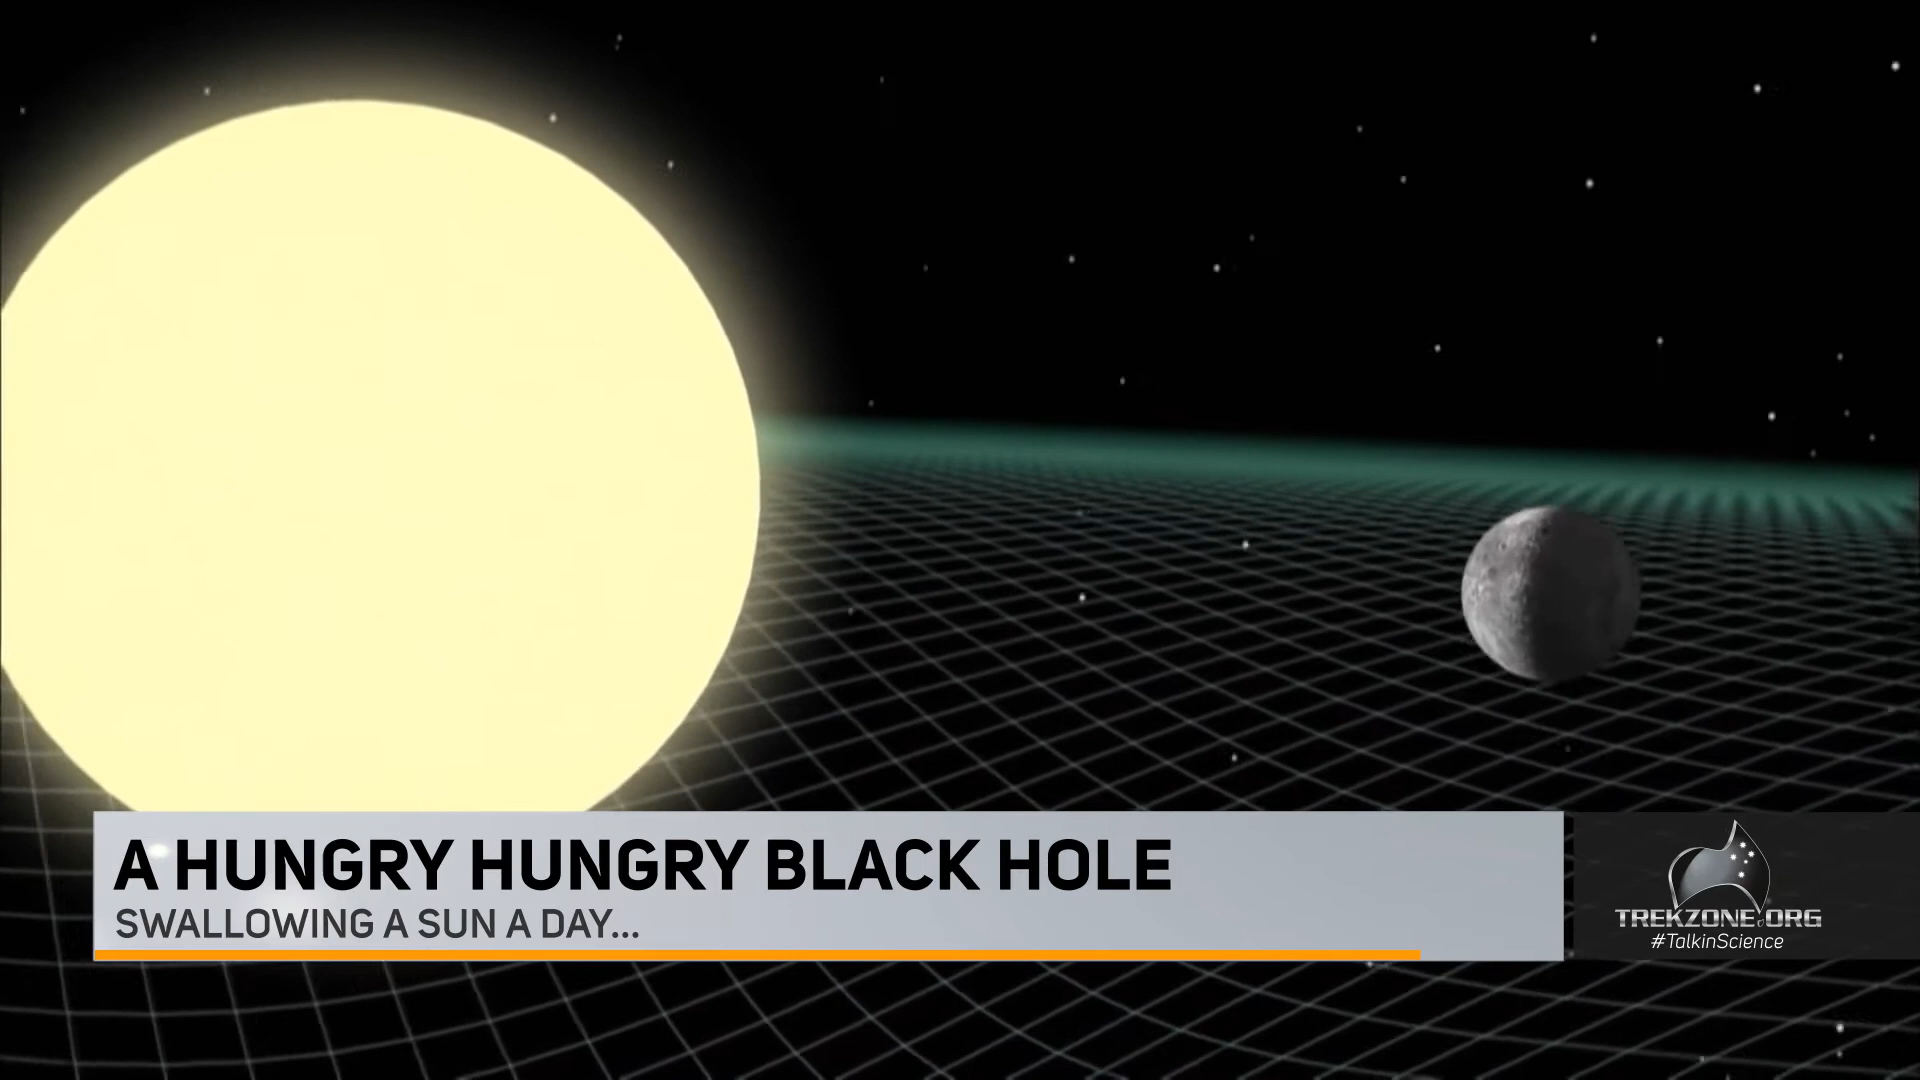 A HUNGRY HUNGRY BLACK HOLE
SWALLOWING A SUN A DAY...
TREKZONE.ORG
#TalkinScience